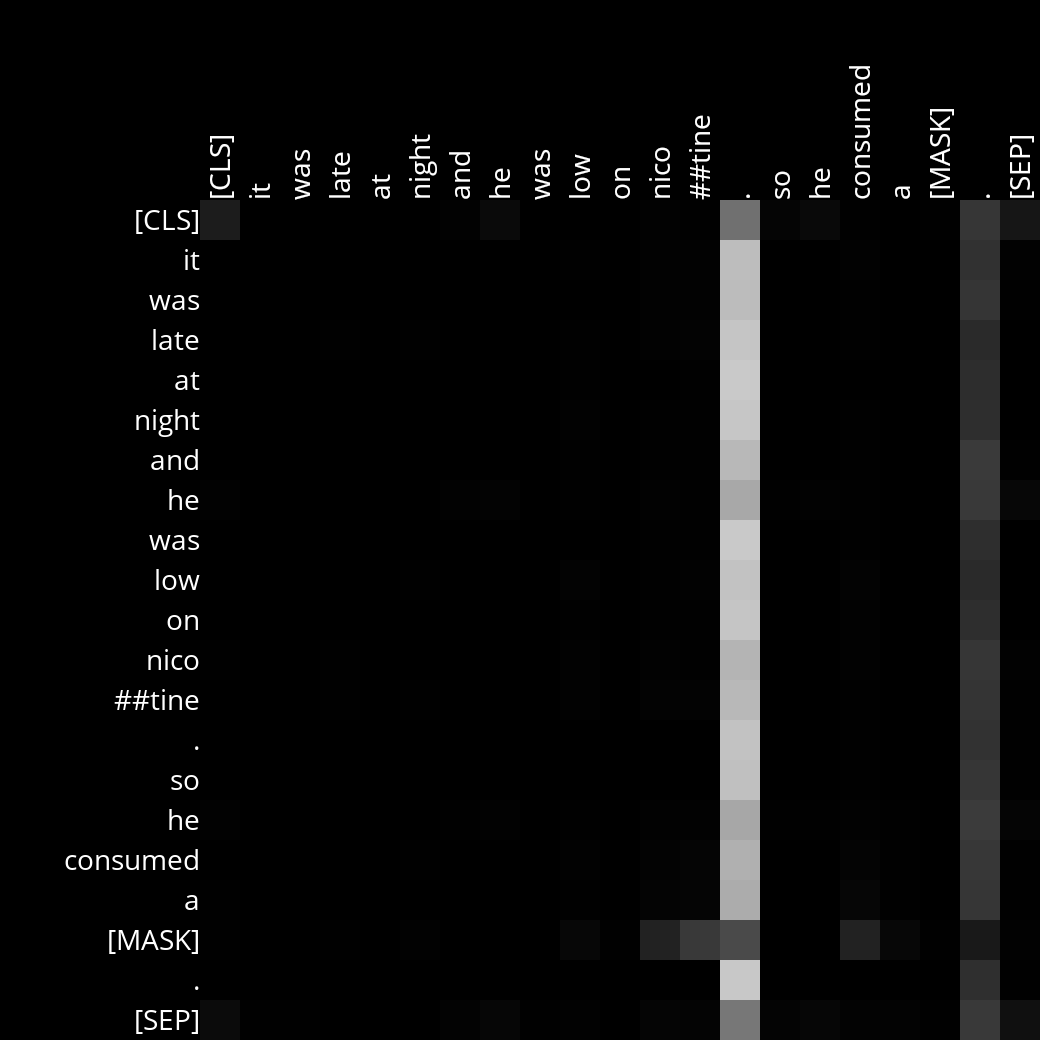 [CLS] it was late at night and he was low on nico ##tine . so he consumed a [MASK] . [SEP]
[CLS]
it
was
late
at
night
and
he
was
low
on
nico
##tine
.
so
he
consumed
a
[MASK]
.
[SEP]